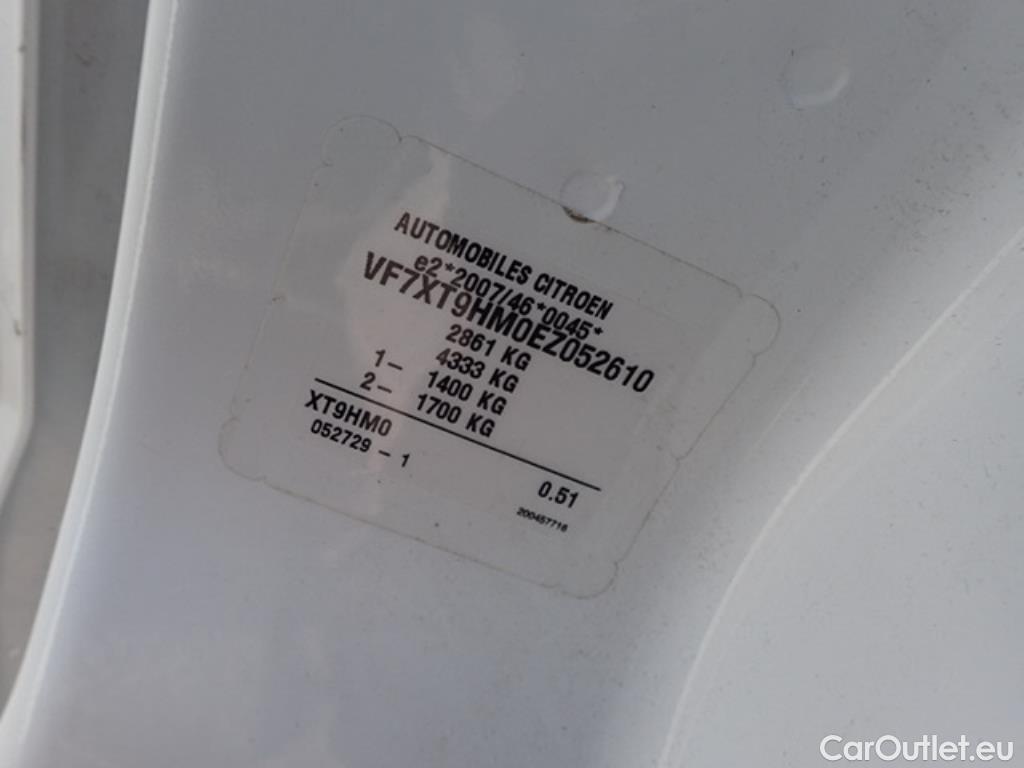 AUTOMOBILES CITROEN
e2*2007/46*0045*
VF7XT9HM0EZ052610
2861 KG
4333 KG
1- 1400 KG
2- 1700 KG
XT9HM0 0.51
052729 - 1 200457716
CarOutlet.eu